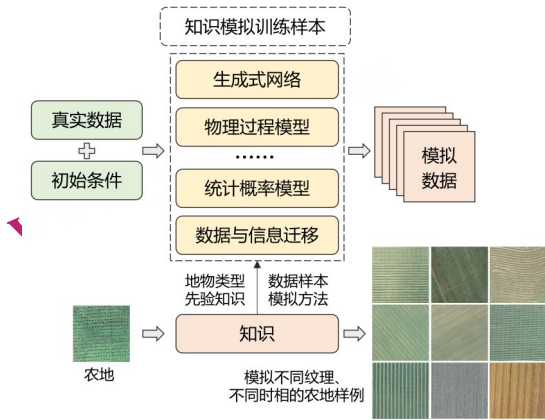 知识模拟训练样本
生成式网络
真实数据
物理过程模型
……
模拟
数据
初始条件
统计概率模型
数据与信息迁移
地物类型
先验知识
数据样本
模拟方法
知识
农地
模拟不同纹理、
不同时相的农地样例